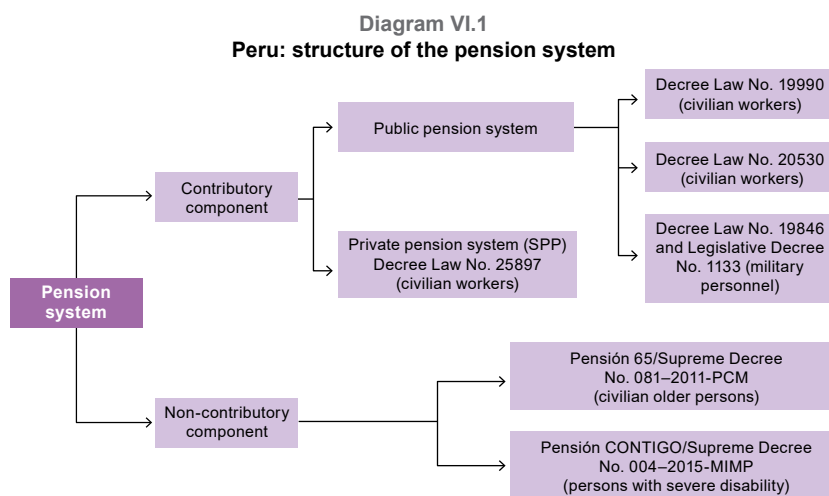 Diagram VI.1
Peru: structure of the pension system
Pension
system
Contributory
component
Public pension system
Decree Law No. 19990
(civilian workers)
Decree Law No. 20530
(civilian workers)
Decree Law No. 19846
and Legislative Decree
No. 1133 (military
personnel)
Private pension system (SPP)
Decree Law No. 25897
(civilian workers)
Non-contributory
component
Pensión 65/Supreme Decree
No. 081–2011-PCM
(civilian older persons)
Pensión CONTIGO/Supreme Decree
No. 004–2015-MIMP
(persons with severe disability)